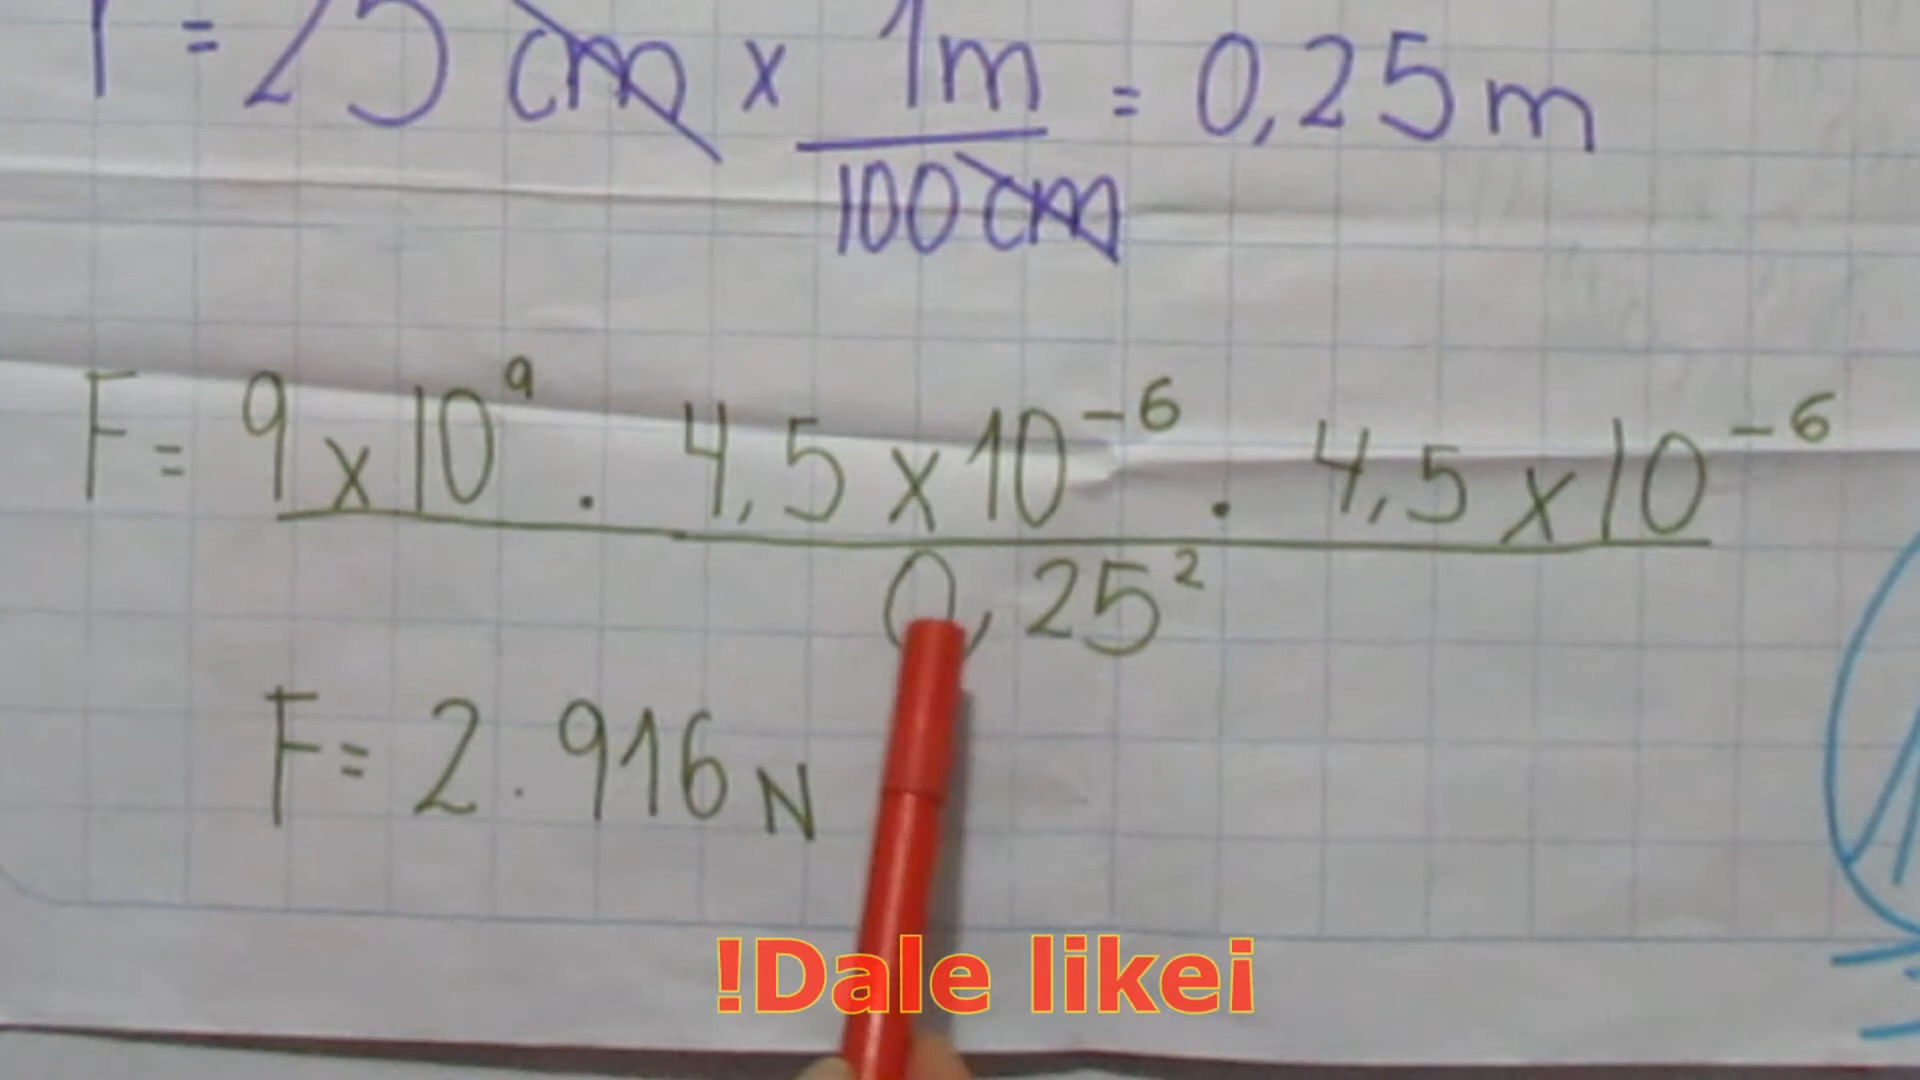 r = 25 cm x 1m = 0,25 m
100 cm
F = 9 x 10⁹ . 4,5 x 10⁻⁶ . 4,5 x 10⁻⁶
0,25²
F = 2.916 N
!Dale likei